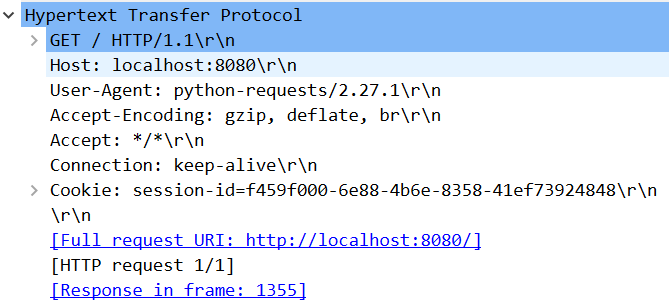 Hypertext Transfer Protocol
GET / HTTP/1.1\r\n
Host: localhost:8080\r\n
User-Agent: python-requests/2.27.1\r\n
Accept-Encoding: gzip, deflate, br\r\n
Accept: */*\r\n
Connection: keep-alive\r\n
Cookie: session-id=f459f000-6e88-4b6e-8358-41ef73924848\r\n
\r\n
[Full request URI: http://localhost:8080/]
[HTTP request 1/1]
[Response in frame: 1355]